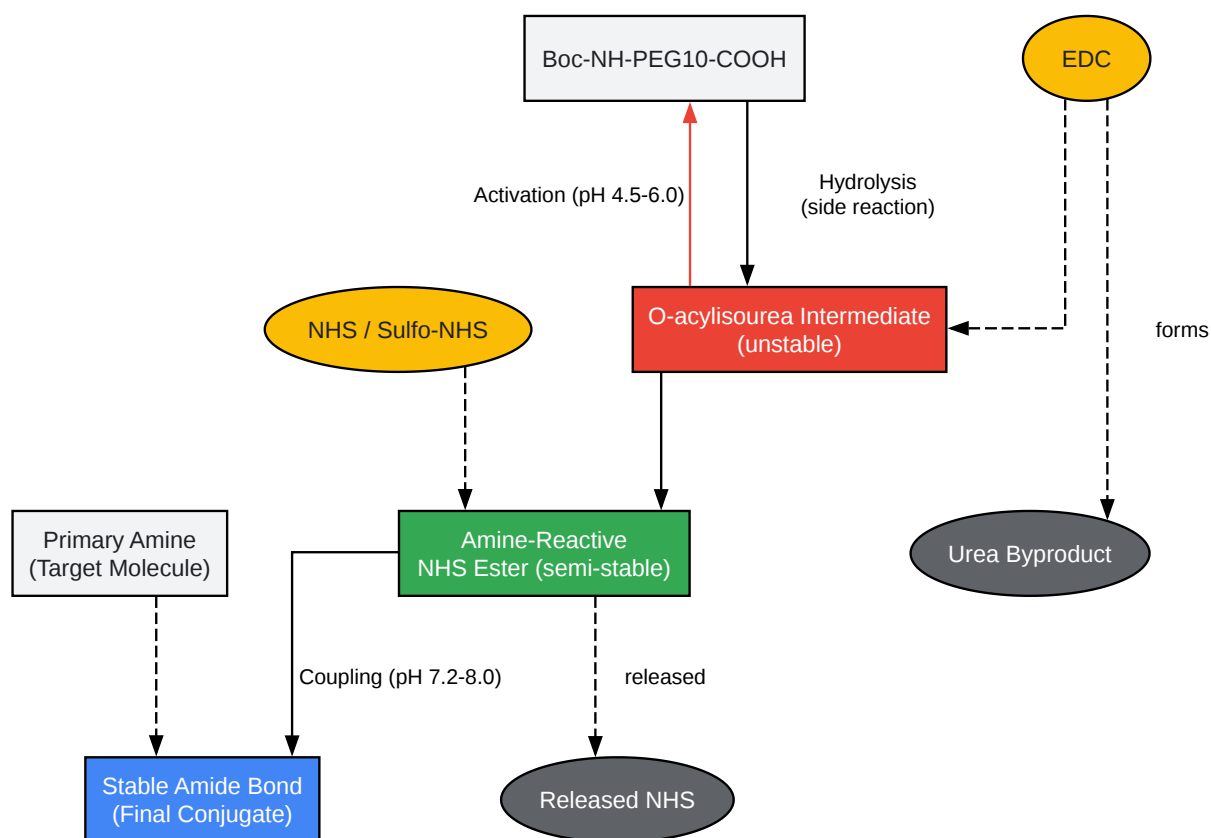 Boc-NH-PEG10-COOH
EDC
Activation (pH 4.5-6.0)
Hydrolysis
(side reaction)
NHS / Sulfo-NHS
O-acylisourea Intermediate
(unstable)
forms
Primary Amine
(Target Molecule)
Amine-Reactive
NHS Ester (semi-stable)
Urea Byproduct
Coupling (pH 7.2-8.0)
released
Stable Amide Bond
(Final Conjugate)
Released NHS